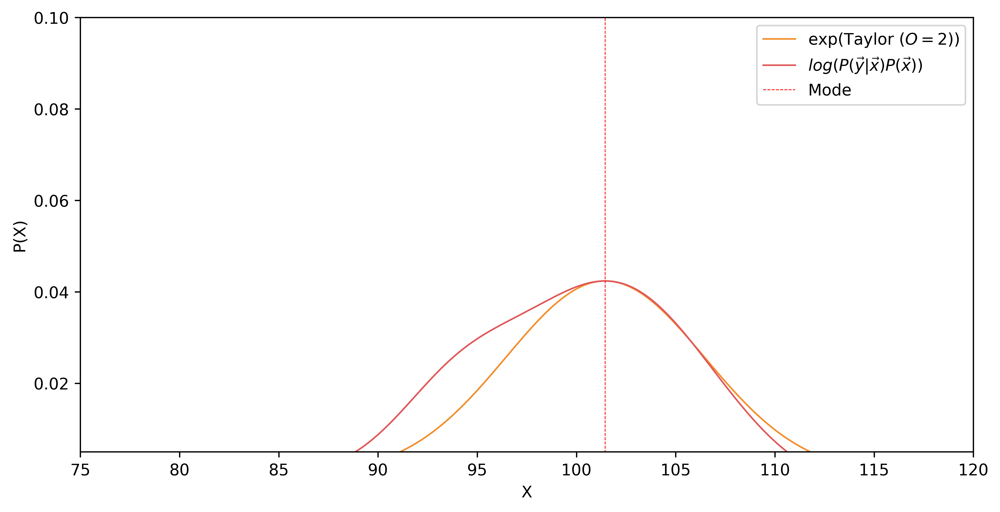 0.10
0.08
0.06
0.04
0.02
P(X)
75 80 85 90 95 100 105 110 115 120
X
exp(Taylor (O = 2))
log(P(y⃗|x⃗)P(x⃗))
Mode